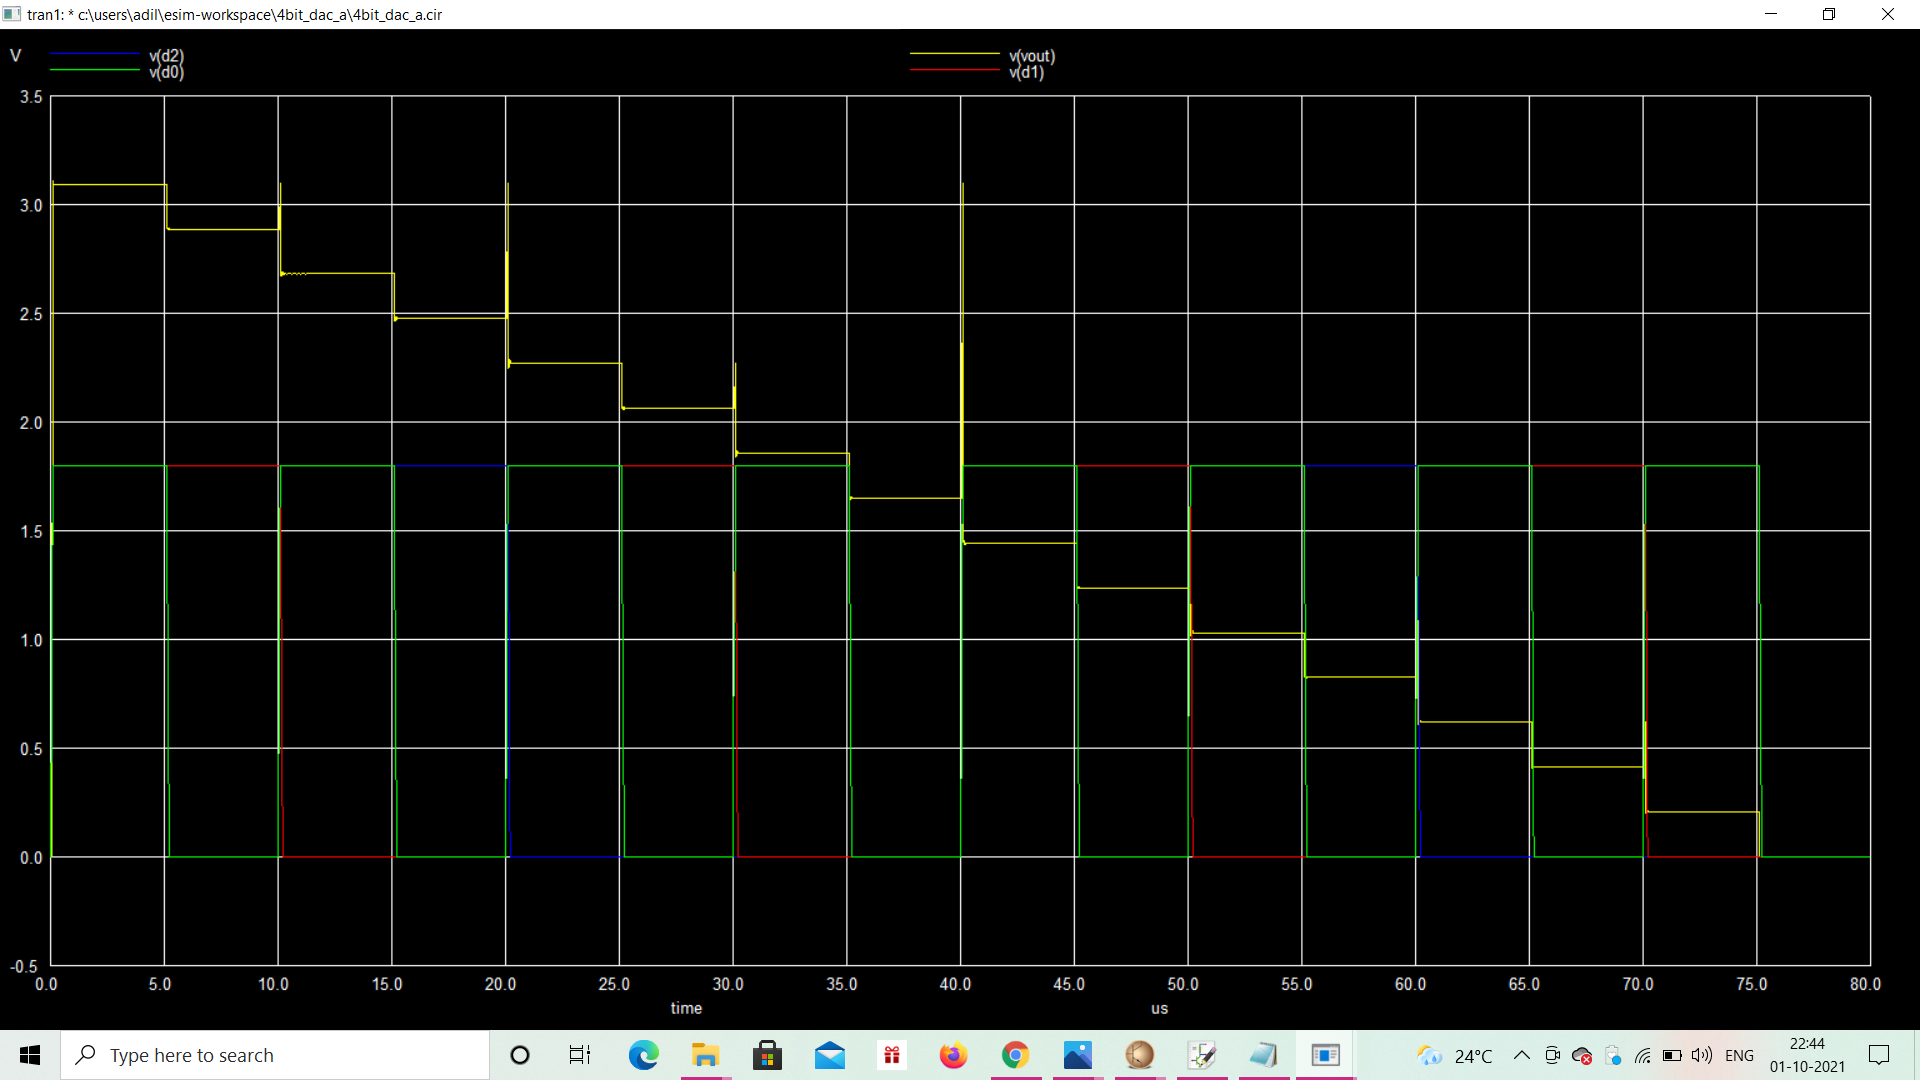 tran1: * c:\users\adil\esim-workspace\4bit_dac_a\4bit_dac_a.cir
V
v(d2)
v(d0)
v(vout)
v(d1)
3.5
3.0
2.5
2.0
1.5
1.0
0.5
0.0
-0.5
0.0 5.0 10.0 15.0 20.0 25.0 30.0 35.0 40.0 45.0 50.0 55.0 60.0 65.0 70.0 75.0 80.0
time us
Type here to search
24°C
ENG
22:44
01-10-2021